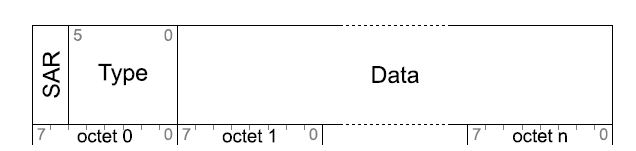 5 0
SAR Type Data
7 octet 0 0 7 octet 1 0 7 octet n 0